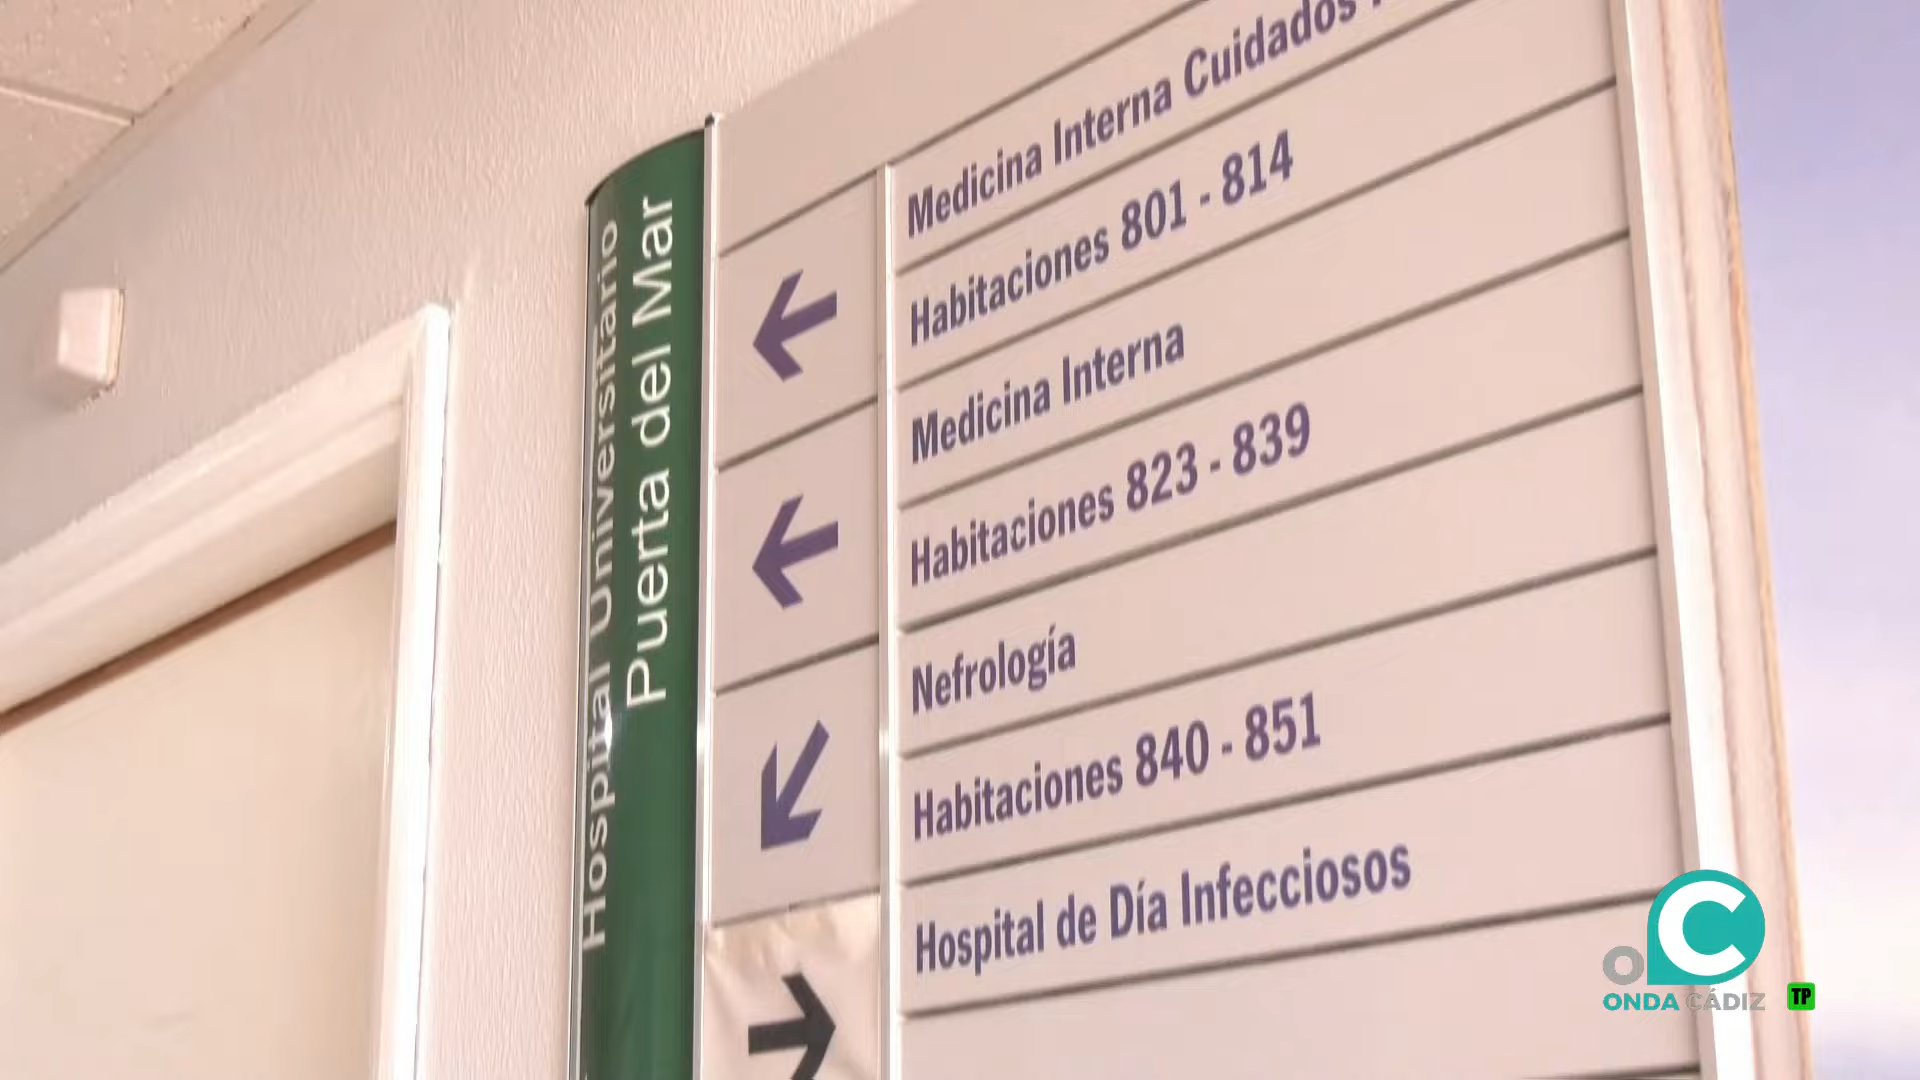 Hospital Universitario
Puerta del Mar
Medicina Interna Cuidados
Habitaciones 801 - 814
Medicina Interna
Habitaciones 823 - 839
Nefrología
Habitaciones 840 - 851
Hospital de Día Infecciosos
OC
ONDA CÁDIZ
TP